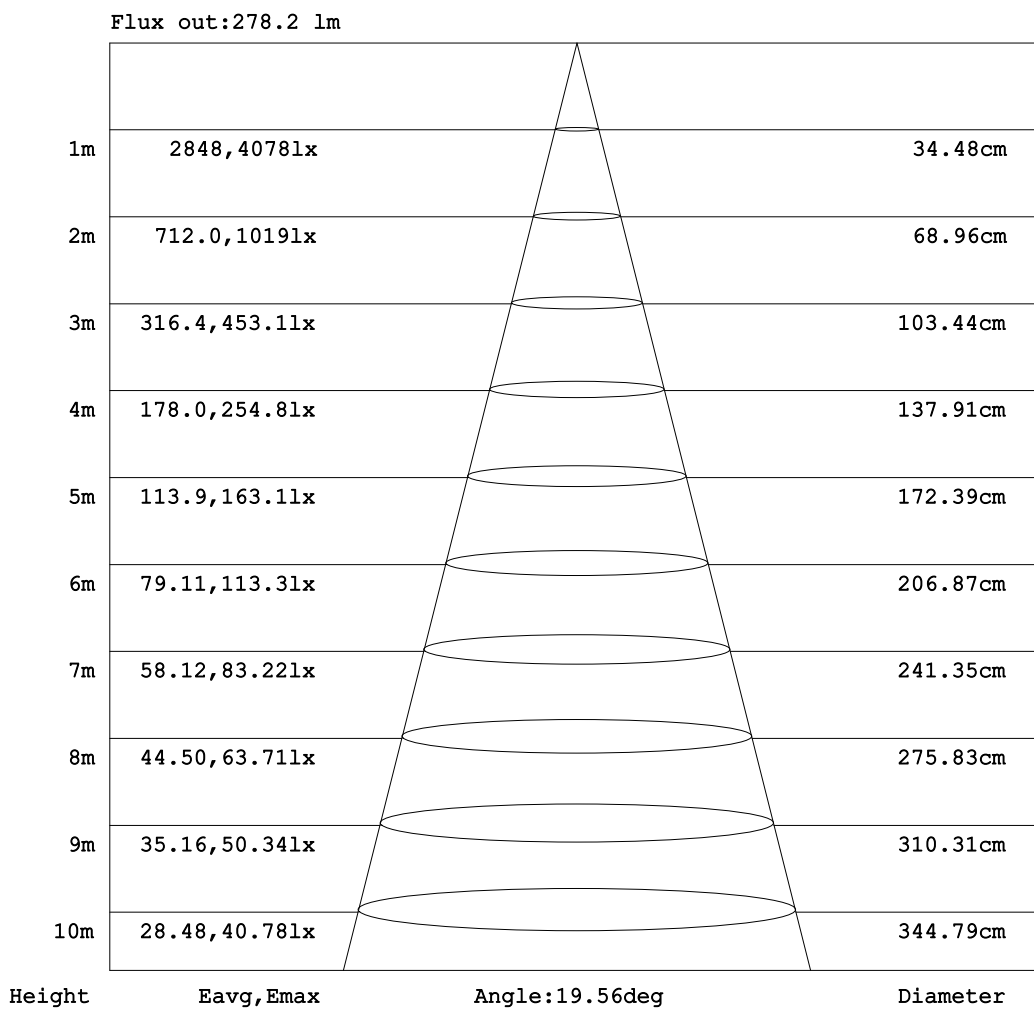 Flux out:278.2 lm
1m 2848,4078lx 34.48cm
2m 712.0,1019lx 68.96cm
3m 316.4,453.1lx 103.44cm
4m 178.0,254.8lx 137.91cm
5m 113.9,163.1lx 172.39cm
6m 79.11,113.3lx 206.87cm
7m 58.12,83.22lx 241.35cm
8m 44.50,63.71lx 275.83cm
9m 35.16,50.34lx 310.31cm
10m 28.48,40.78lx 344.79cm
Height Eavg,Emax Angle:19.56deg Diameter